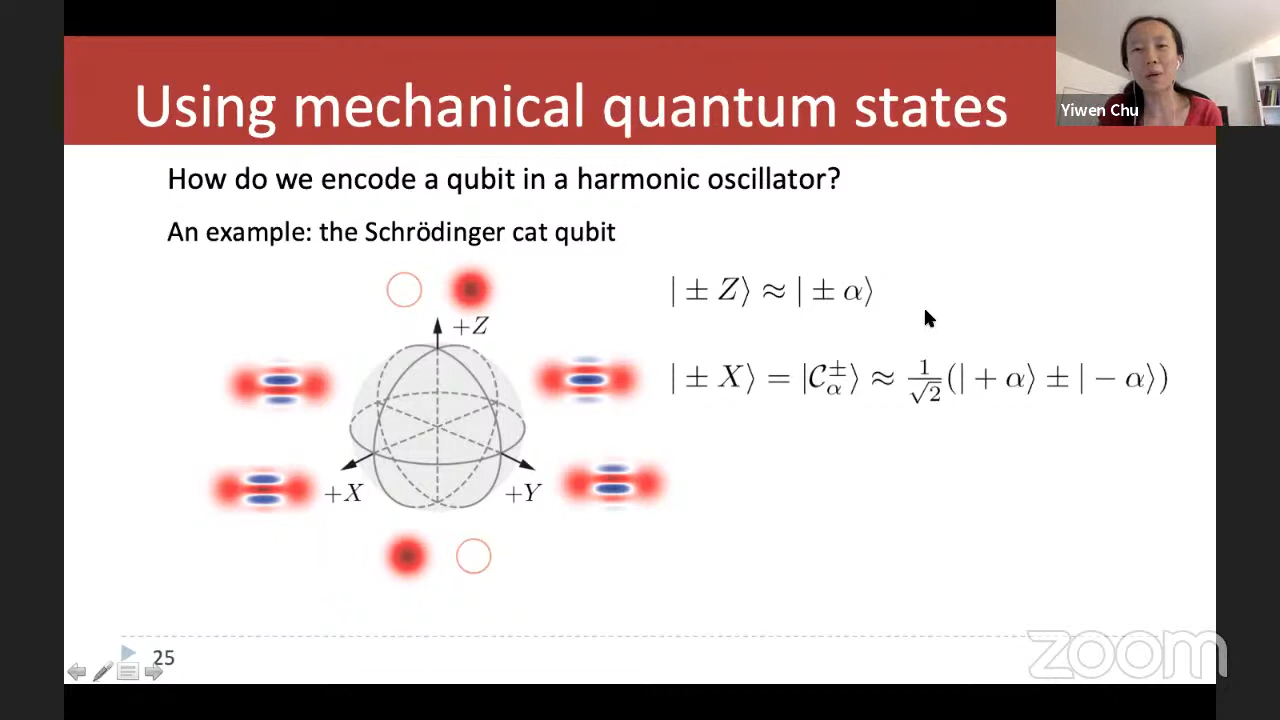 Using mechanical quantum states
Yiwen Chu
How do we encode a qubit in a harmonic oscillator?
An example: the Schrödinger cat qubit
|± Z⟩ ≈ |± α⟩
+Z
|± X⟩ = |𝒞α±⟩ ≈ 1/√2(|+α⟩ ± |−α⟩)
+X
+Y
25
zoom